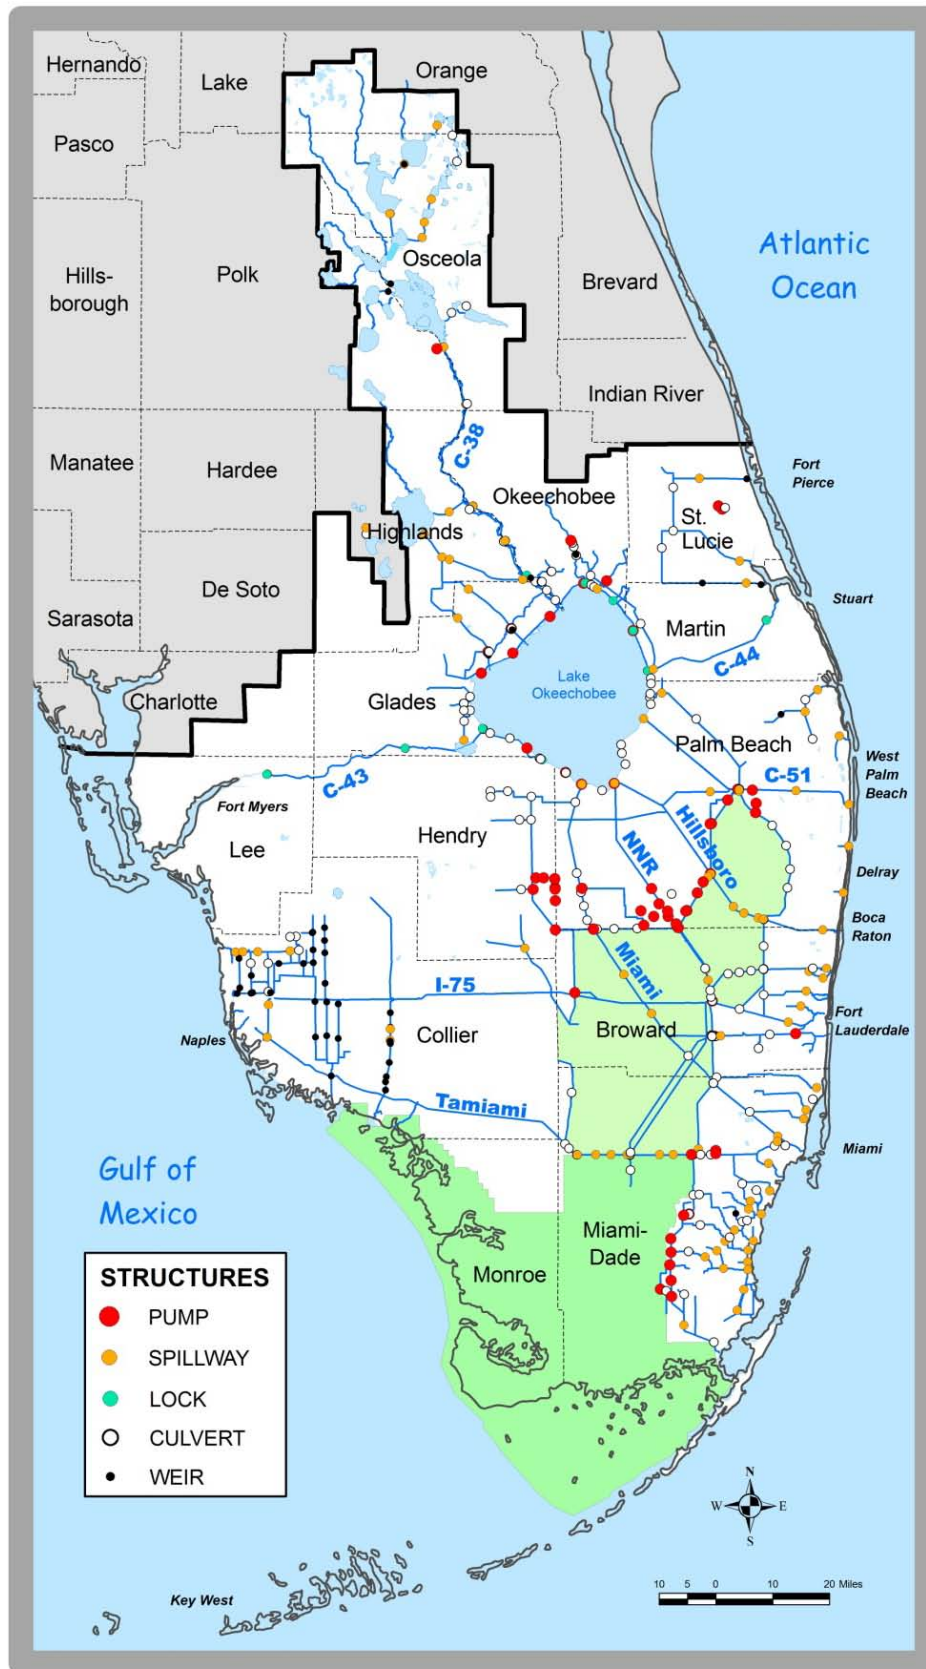 Hernando
Lake
Orange
Pasco
Atlantic
Ocean
Osceola
Polk
Hills-
borough
Brevard
Indian River
Manatee
Hardee
C-38
Fort
Pierce
Okeechobee
St.
Lucie
Highlands
De Soto
Stuart
Sarasota
Martin
C-44
Lake
Okeechobee
Charlotte
Glades
Palm Beach
West
Palm
Beach
C-51
C-43
Fort Myers
Hendry
NNR
Hillsboro
Lee
Delray
Boca
Raton
Miami
I-75
Fort
Lauderdale
Collier
Broward
Naples
Tamiami
Miami
Gulf of
Mexico
Miami-
Dade
Monroe
STRUCTURES
PUMP
SPILLWAY
LOCK
CULVERT
WEIR
N
W
E
S
Key West
10 5 0 10 20 Miles